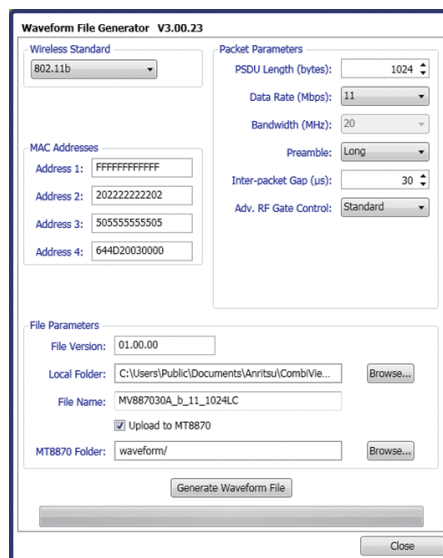 Waveform File Generator   V3.00.23
Wireless Standard
802.11b
Packet Parameters
PSDU Length (bytes): 1024
Data Rate (Mbps): 11
Bandwidth (MHz): 20
Preamble: Long
Inter-packet Gap (µs): 30
Adv. RF Gate Control: Standard
MAC Addresses
Address 1: FFFFFFFFFFFF
Address 2: 202222222202
Address 3: 505555555505
Address 4: 644D20030000
File Parameters
File Version: 01.00.00
Local Folder: C:\Users\Public\Documents\Anritsu\CombiVie... Browse...
File Name: MV887030A_b_11_1024LC
Upload to MT8870
MT8870 Folder: waveform/ Browse...
Generate Waveform File
Close